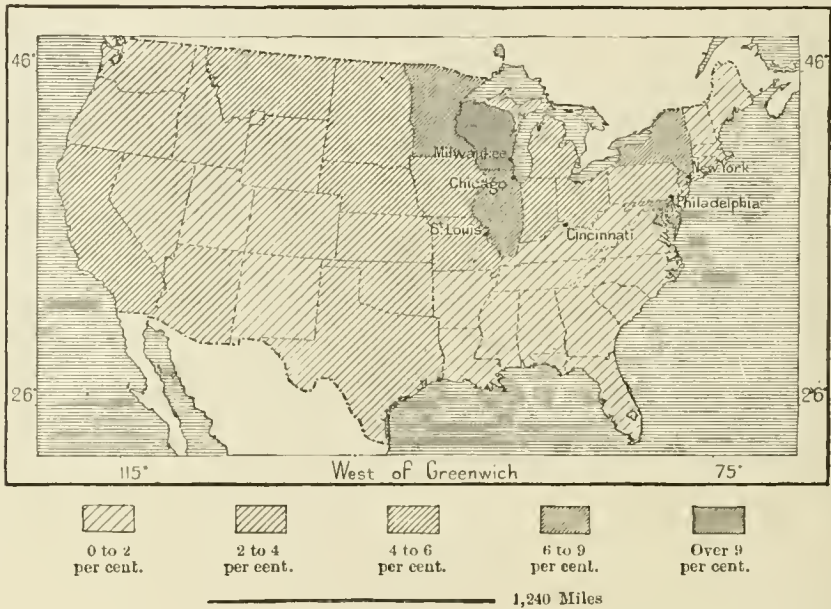 46°
46°
Milwaukee
Chicago
New York
Philadelphia
S. Louis
Cincinnati
26°
26°
115°
West of Greenwich
75°
0 to 2
per cent.
2 to 4
per cent.
4 to 6
per cent.
6 to 9
per cent.
Over 9
per cent.
1,240 Miles